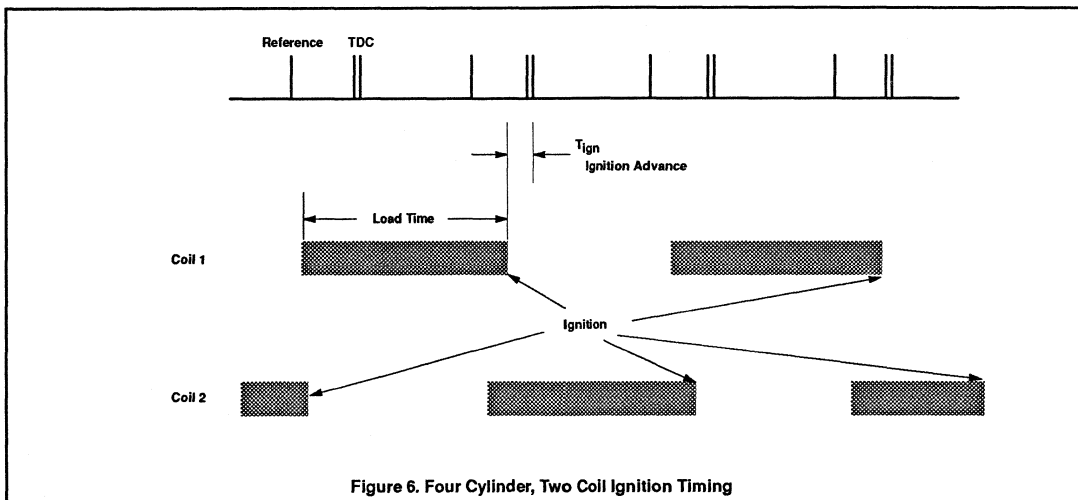 Reference TDC
Tign
Ignition Advance
Load Time
Coil 1
Ignition
Coil 2
Figure 6. Four Cylinder, Two Coil Ignition Timing